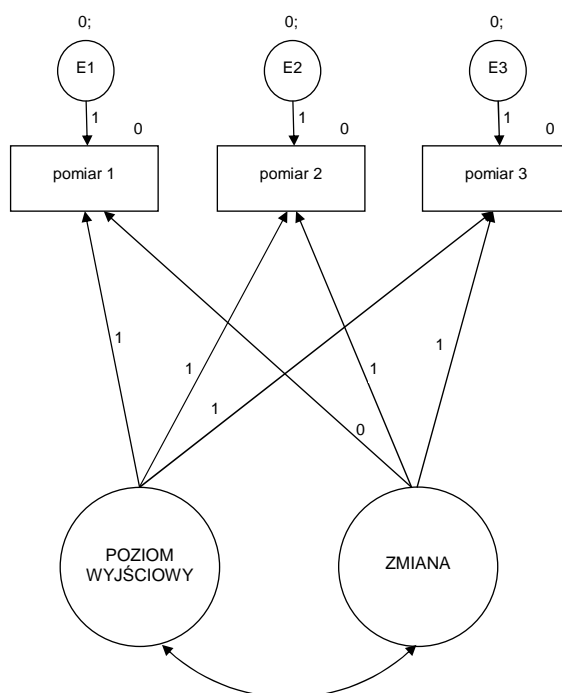 0; 0; 0;
E1 E2 E3
1 1 1
0 0 0
pomiar 1 pomiar 2 pomiar 3
1 1 1 1
1 0
POZIOM
WYJŚCIOWY
ZMIANA